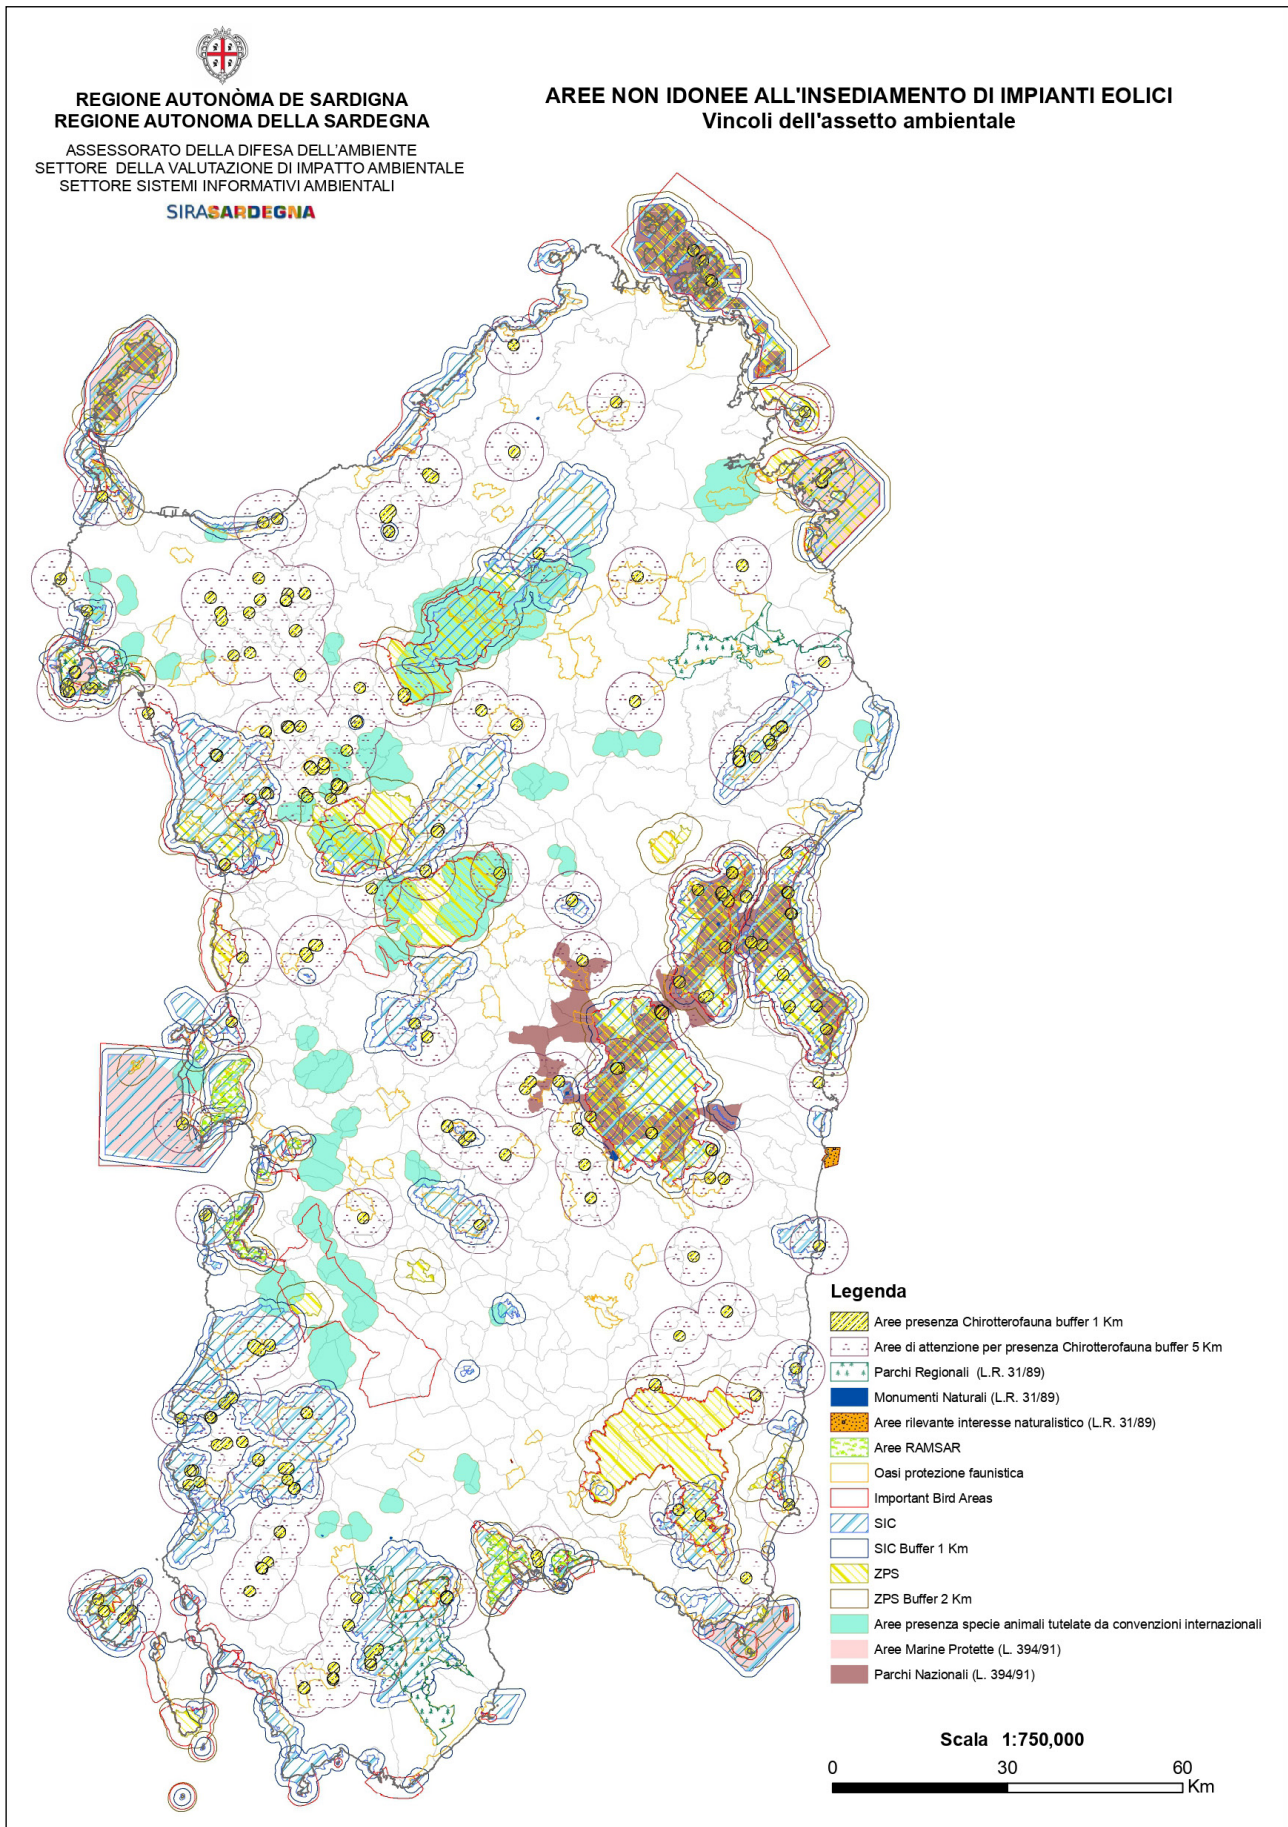 REGIONE AUTONÒMA DE SARDIGNA
REGIONE AUTONOMA DELLA SARDEGNA
ASSESSORATO DELLA DIFESA DELL'AMBIENTE
SETTORE DELLA VALUTAZIONE DI IMPATTO AMBIENTALE
SETTORE SISTEMI INFORMATIVI AMBIENTALI
SIRASARDEGNA
AREE NON IDONEE ALL'INSEDIAMENTO DI IMPIANTI EOLICI
Vincoli dell'assetto ambientale
Legenda
Aree presenza Chirotterofauna buffer 1 Km
Aree di attenzione per presenza Chirotterofauna buffer 5 Km
Parchi Regionali (L.R. 31/89)
Monumenti Naturali (L.R. 31/89)
Aree rilevante interesse naturalistico (L.R. 31/89)
Aree RAMSAR
Oasi protezione faunistica
Important Bird Areas
SIC
SIC Buffer 1 Km
ZPS
ZPS Buffer 2 Km
Aree presenza specie animali tutelate da convenzioni internazionali
Aree Marine Protette (L. 394/91)
Parchi Nazionali (L. 394/91)
Scala 1:750,000
0 30 60
Km